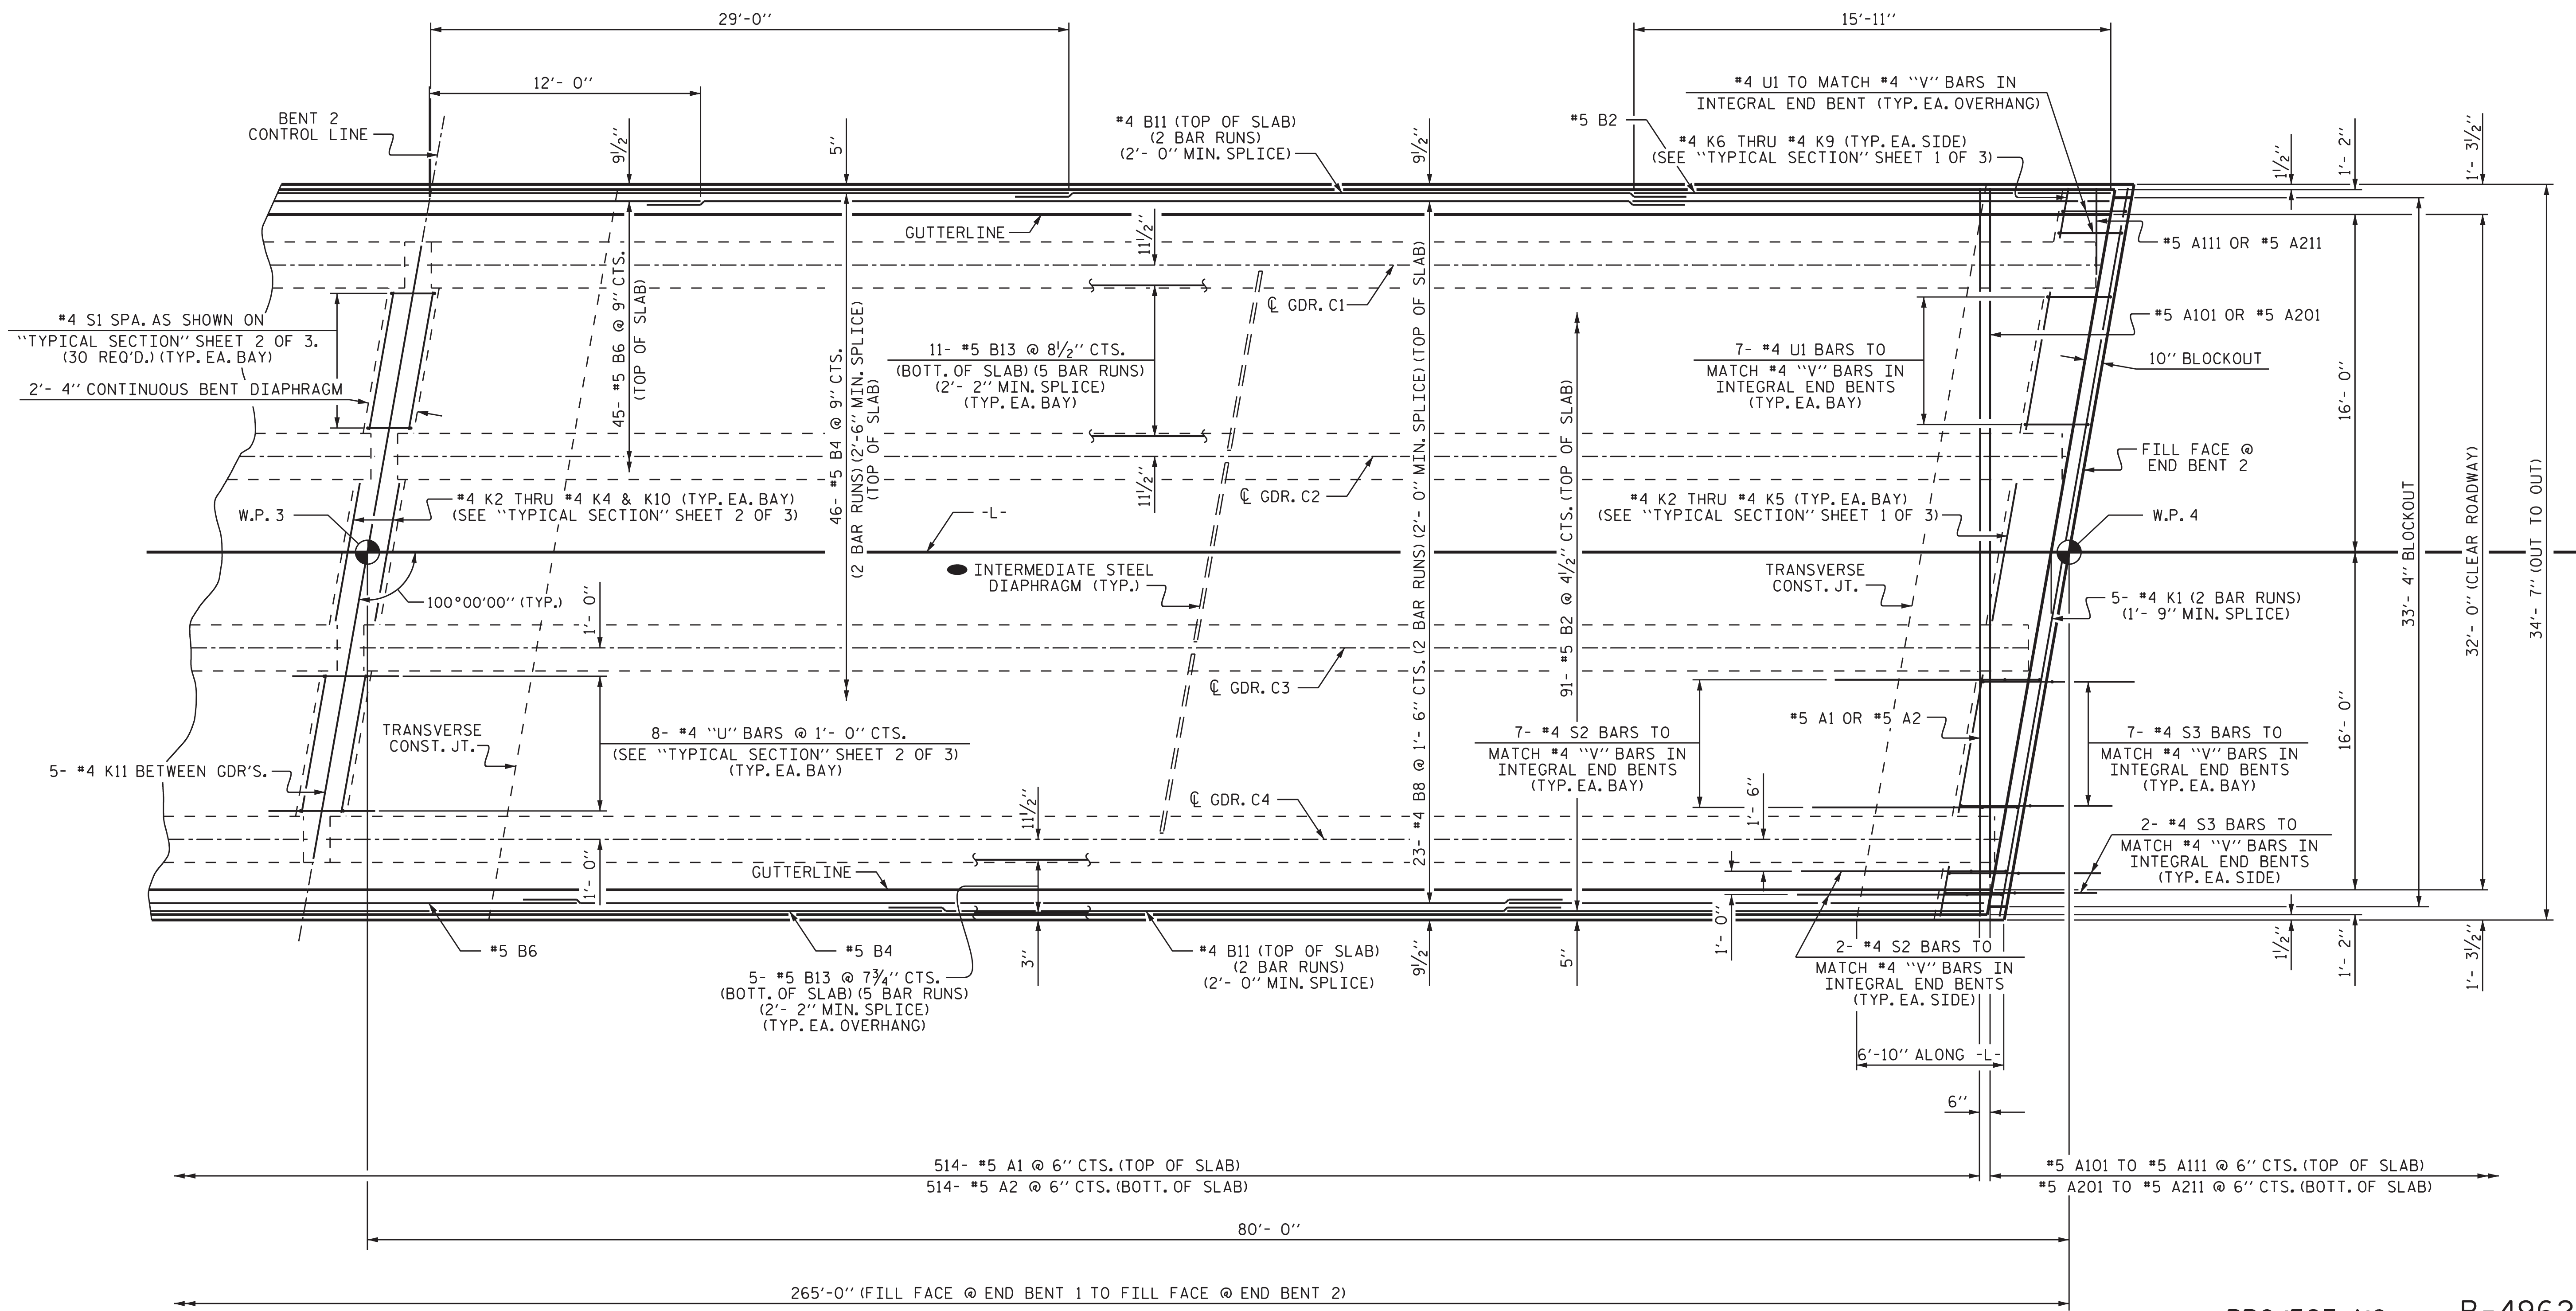 29'-0"
15'-11"
12'- 0"
#4 U1 TO MATCH #4 "V" BARS IN
INTEGRAL END BENT (TYP. EA. OVERHANG)
BENT 2
CONTROL LINE
9½"
5"
#4 B11 (TOP OF SLAB)
(2 BAR RUNS)
(2'- 0" MIN. SPLICE)
9½"
#5 B2
#4 K6 THRU #4 K9 (TYP. EA. SIDE)
(SEE "TYPICAL SECTION" SHEET 1 OF 3)
1½"
1'- 2"
1'- 3½"
GUTTERLINE
11½"
#5 A111 OR #5 A211
℄ GDR. C1
#4 S1 SPA. AS SHOWN ON
"TYPICAL SECTION" SHEET 2 OF 3.
(30 REQ'D.) (TYP. EA. BAY)
2'- 4" CONTINUOUS BENT DIAPHRAGM
45- #5 B6 @ 9" CTS.
(TOP OF SLAB)
46- #5 B4 @ 9" CTS.
(2 BAR RUNS) (2'-6" MIN. SPLICE)
(TOP OF SLAB)
11- #5 B13 @ 8½" CTS.
(BOTT. OF SLAB) (5 BAR RUNS)
(2'- 2" MIN. SPLICE)
(TYP. EA. BAY)
23- #4 B8 @ 1'- 6" CTS. (2 BAR RUNS) (2'- 0" MIN. SPLICE) (TOP OF SLAB)
91- #5 B2 @ 4½" CTS. (TOP OF SLAB)
7- #4 U1 BARS TO
MATCH #4 "V" BARS IN
INTEGRAL END BENTS
(TYP. EA. BAY)
#5 A101 OR #5 A201
10" BLOCKOUT
16'- 0"
FILL FACE @
END BENT 2
33'- 4" BLOCKOUT
32'- 0" (CLEAR ROADWAY)
34'- 7" (OUT TO OUT)
11½"
℄ GDR. C2
#4 K2 THRU #4 K4 & K10 (TYP. EA. BAY)
(SEE "TYPICAL SECTION" SHEET 2 OF 3)
#4 K2 THRU #4 K5 (TYP. EA. BAY)
(SEE "TYPICAL SECTION" SHEET 1 OF 3)
W.P. 3
-L-
W.P. 4
INTERMEDIATE STEEL
DIAPHRAGM (TYP.)
TRANSVERSE
CONST. JT.
100°00'00" (TYP.)
1'- 0"
5- #4 K1 (2 BAR RUNS)
(1'- 9" MIN. SPLICE)
℄ GDR. C3
TRANSVERSE
CONST. JT.
8- #4 "U" BARS @ 1'- 0" CTS.
(SEE "TYPICAL SECTION" SHEET 2 OF 3)
(TYP. EA. BAY)
5- #4 K11 BETWEEN GDR'S.
#5 A1 OR #5 A2
7- #4 S2 BARS TO
MATCH #4 "V" BARS IN
INTEGRAL END BENTS
(TYP. EA. BAY)
7- #4 S3 BARS TO
MATCH #4 "V" BARS IN
INTEGRAL END BENTS
(TYP. EA. BAY)
16'- 0"
11½"
℄ GDR. C4
1'- 6"
2- #4 S3 BARS TO
MATCH #4 "V" BARS IN
INTEGRAL END BENTS
(TYP. EA. SIDE)
1'- 0"
GUTTERLINE
1'- 0"
#5 B6
#5 B4
3"
#4 B11 (TOP OF SLAB)
(2 BAR RUNS)
(2'- 0" MIN. SPLICE)
9½"
5"
5- #5 B13 @ 7¾" CTS.
(BOTT. OF SLAB) (5 BAR RUNS)
(2'- 2" MIN. SPLICE)
(TYP. EA. OVERHANG)
2- #4 S2 BARS TO
MATCH #4 "V" BARS IN
INTEGRAL END BENTS
(TYP. EA. SIDE)
1½"
1'- 2"
1'- 3½"
6'-10" ALONG -L-
6"
514- #5 A1 @ 6" CTS. (TOP OF SLAB)
514- #5 A2 @ 6" CTS. (BOTT. OF SLAB)
#5 A101 TO #5 A111 @ 6" CTS. (TOP OF SLAB)
#5 A201 TO #5 A211 @ 6" CTS. (BOTT. OF SLAB)
80'- 0"
265'-0" (FILL FACE @ END BENT 1 TO FILL FACE @ END BENT 2)